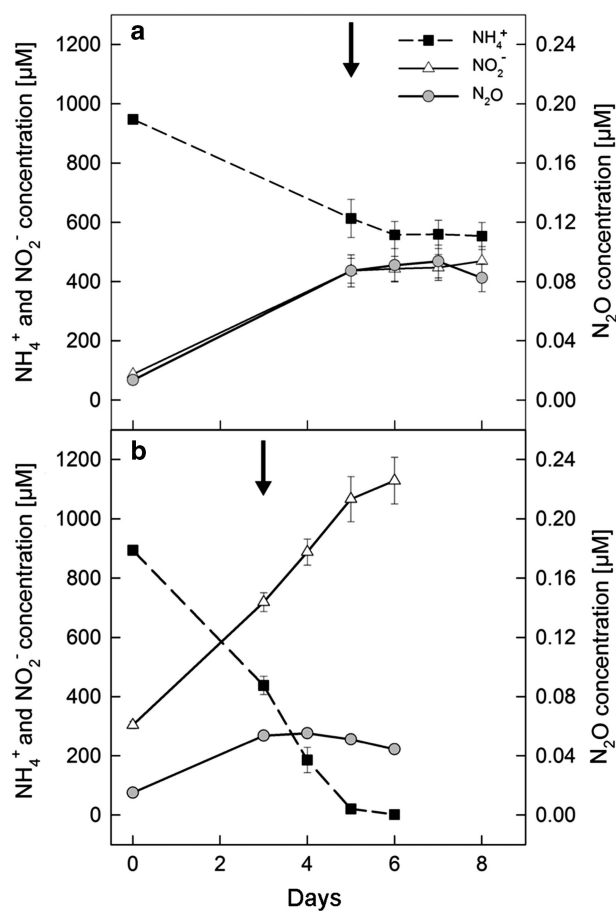 a
NH₄⁺
NO₂⁻
N₂O
NH₄⁺ and NO₂⁻ concentration [µM]
1200
1000
800
600
400
200
0
N₂O concentration [µM]
0.24
0.20
0.16
0.12
0.08
0.04
0.00
b
NH₄⁺ and NO₂⁻ concentration [µM]
1200
1000
800
600
400
200
0
N₂O concentration [µM]
0.24
0.20
0.16
0.12
0.08
0.04
0.00
0 2 4 6 8
Days